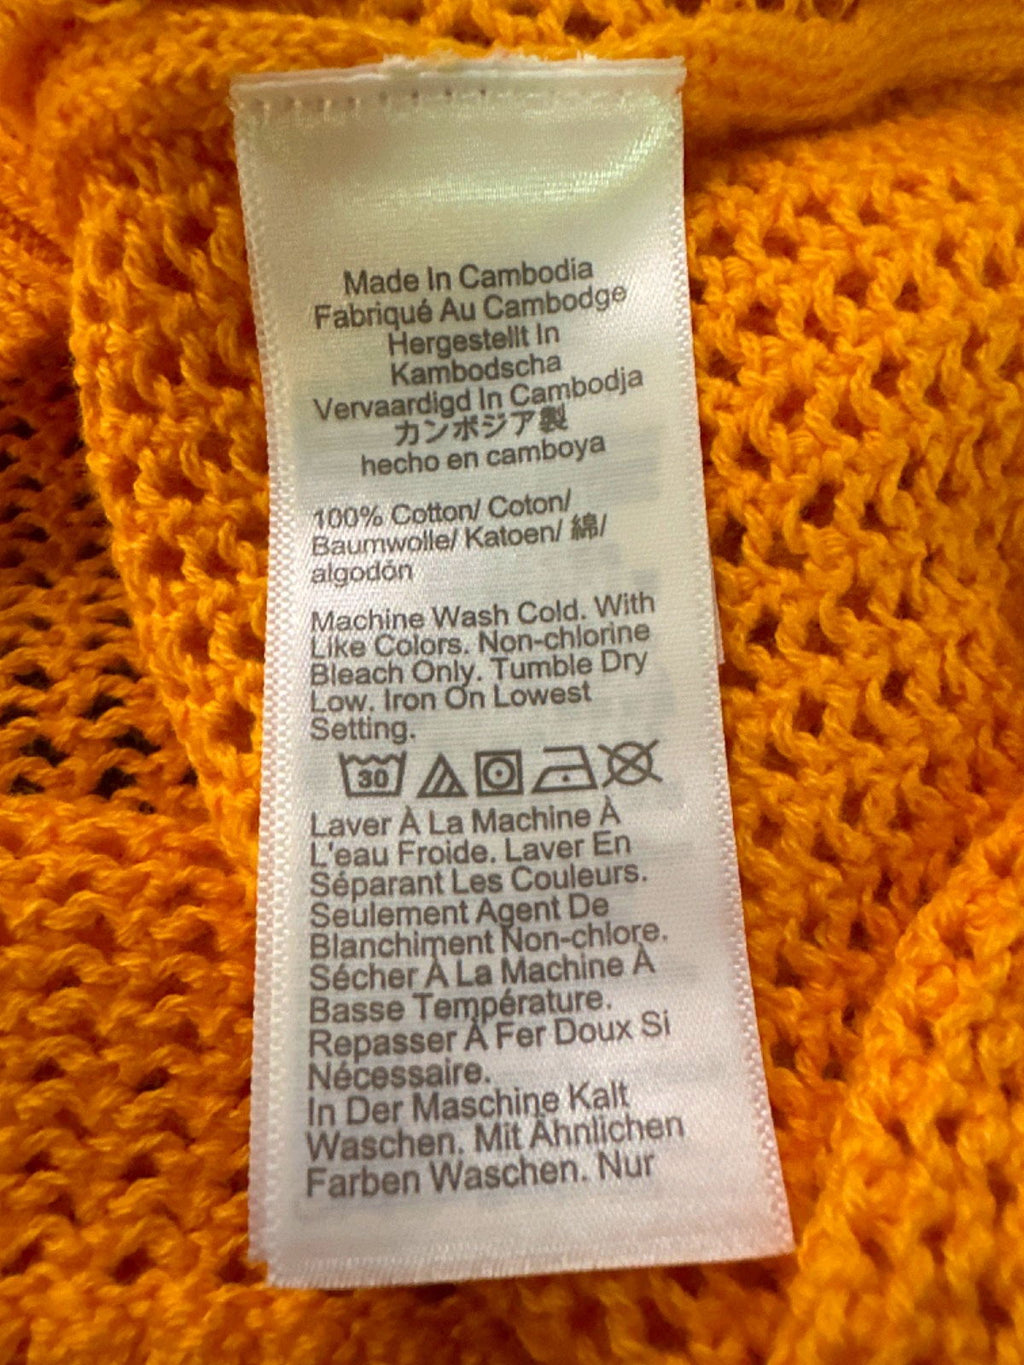 Made In Cambodia
Fabriqué Au Cambodge
Hergestellt In
Kambodscha
Vervaardigd In Cambodja
カンボジア製
hecho en camboya
100% Cotton/ Coton/
Baumwolle/ Katoen/ 綿/
algodón
Machine Wash Cold. With
Like Colors. Non-chlorine
Bleach Only. Tumble Dry
Low. Iron On Lowest
Setting.
30
Laver À La Machine À
L'eau Froide. Laver En
Séparant Les Couleurs.
Seulement Agent De
Blanchiment Non-chlore.
Sécher À La Machine À
Basse Température.
Repasser À Fer Doux Si
Nécessaire.
In Der Maschine Kalt
Waschen. Mit Ähnlichen
Farben Waschen. Nur